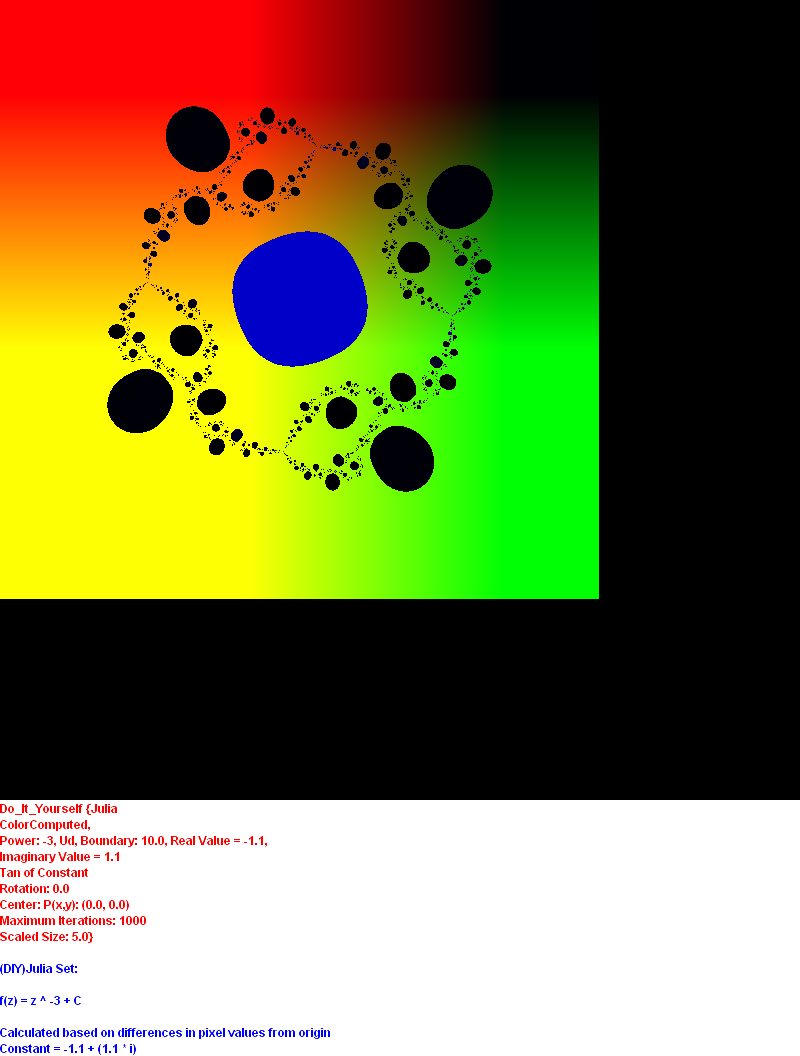 Do_It_Yourself {Julia
ColorComputed,
Power: -3, Ud, Boundary: 10.0, Real Value = -1.1,
Imaginary Value = 1.1
Tan of Constant
Rotation: 0.0
Center: P(x,y): (0.0, 0.0)
Maximum Iterations: 1000
Scaled Size: 5.0}
(DIY)Julia Set:
f(z) = z ^ -3 + C
Calculated based on differences in pixel values from origin
Constant = -1.1 + (1.1 * i)